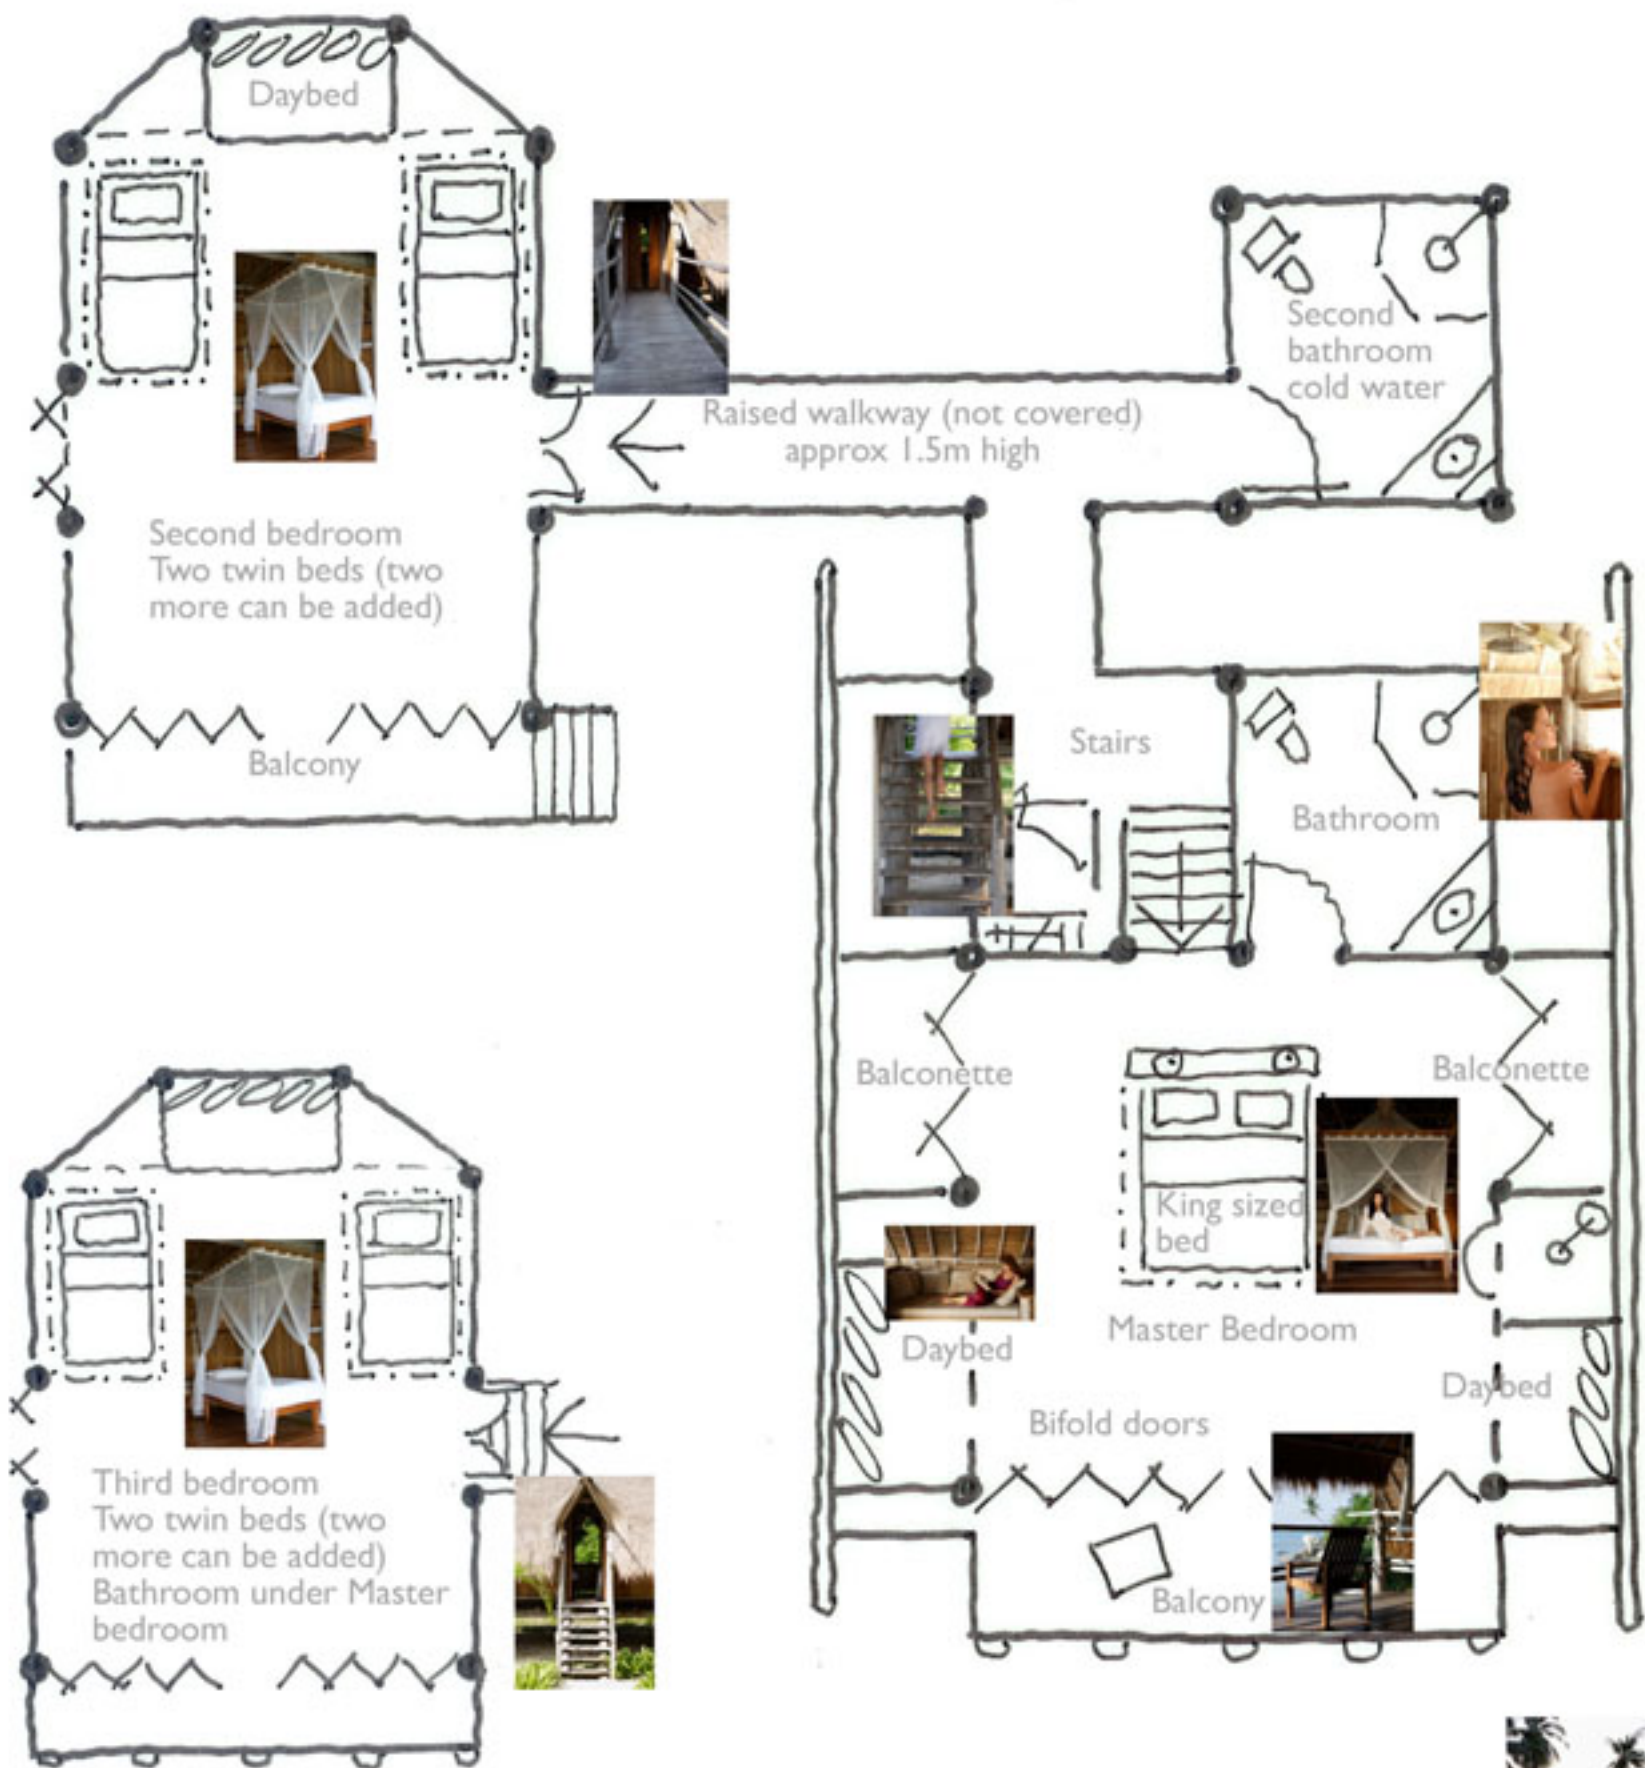 Daybed
Second
bathroom
cold water
Raised walkway (not covered)
approx 1.5m high
Second bedroom
Two twin beds (two
more can be added)
Balcony
Stairs
Bathroom
Balconette
Balconette
King sized
bed
Master Bedroom
Daybed
Daybed
Bifold doors
Balcony
Third bedroom
Two twin beds (two
more can be added)
Bathroom under Master
bedroom